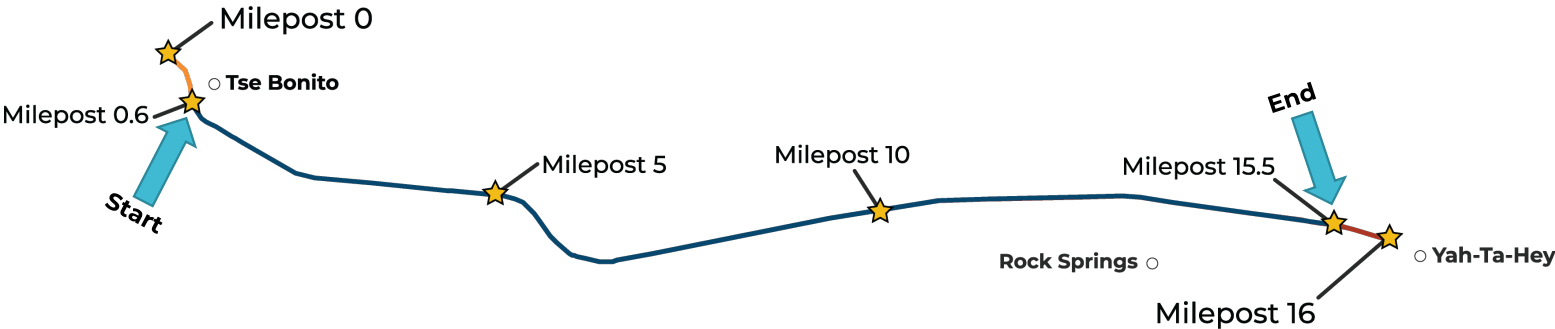 Milepost 0
Tse Bonito
Milepost 0.6
Start
Milepost 5
Milepost 10
End
Milepost 15.5
Rock Springs
Yah-Ta-Hey
Milepost 16